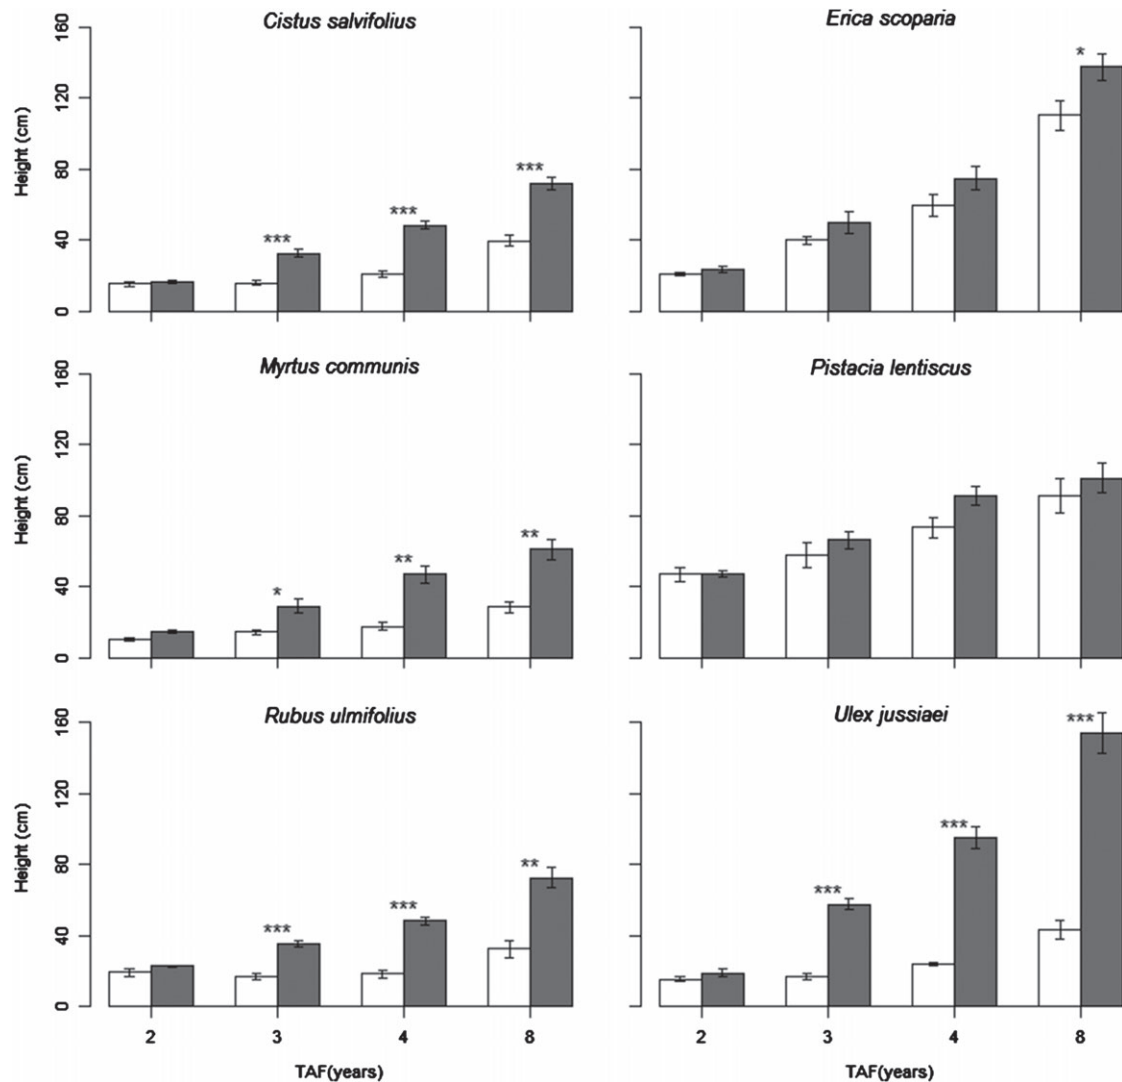 Cistus salvifolius
Erica scoparia
Height (cm)
160
120
80
40
0
***
***
***
*
Myrtus communis
Pistacia lentiscus
Height (cm)
160
120
80
40
0
*
**
**
Rubus ulmifolius
Ulex jussiaei
Height (cm)
160
120
80
40
0
***
***
**
***
***
***
2 3 4 8
2 3 4 8
TAF(years)
TAF(years)